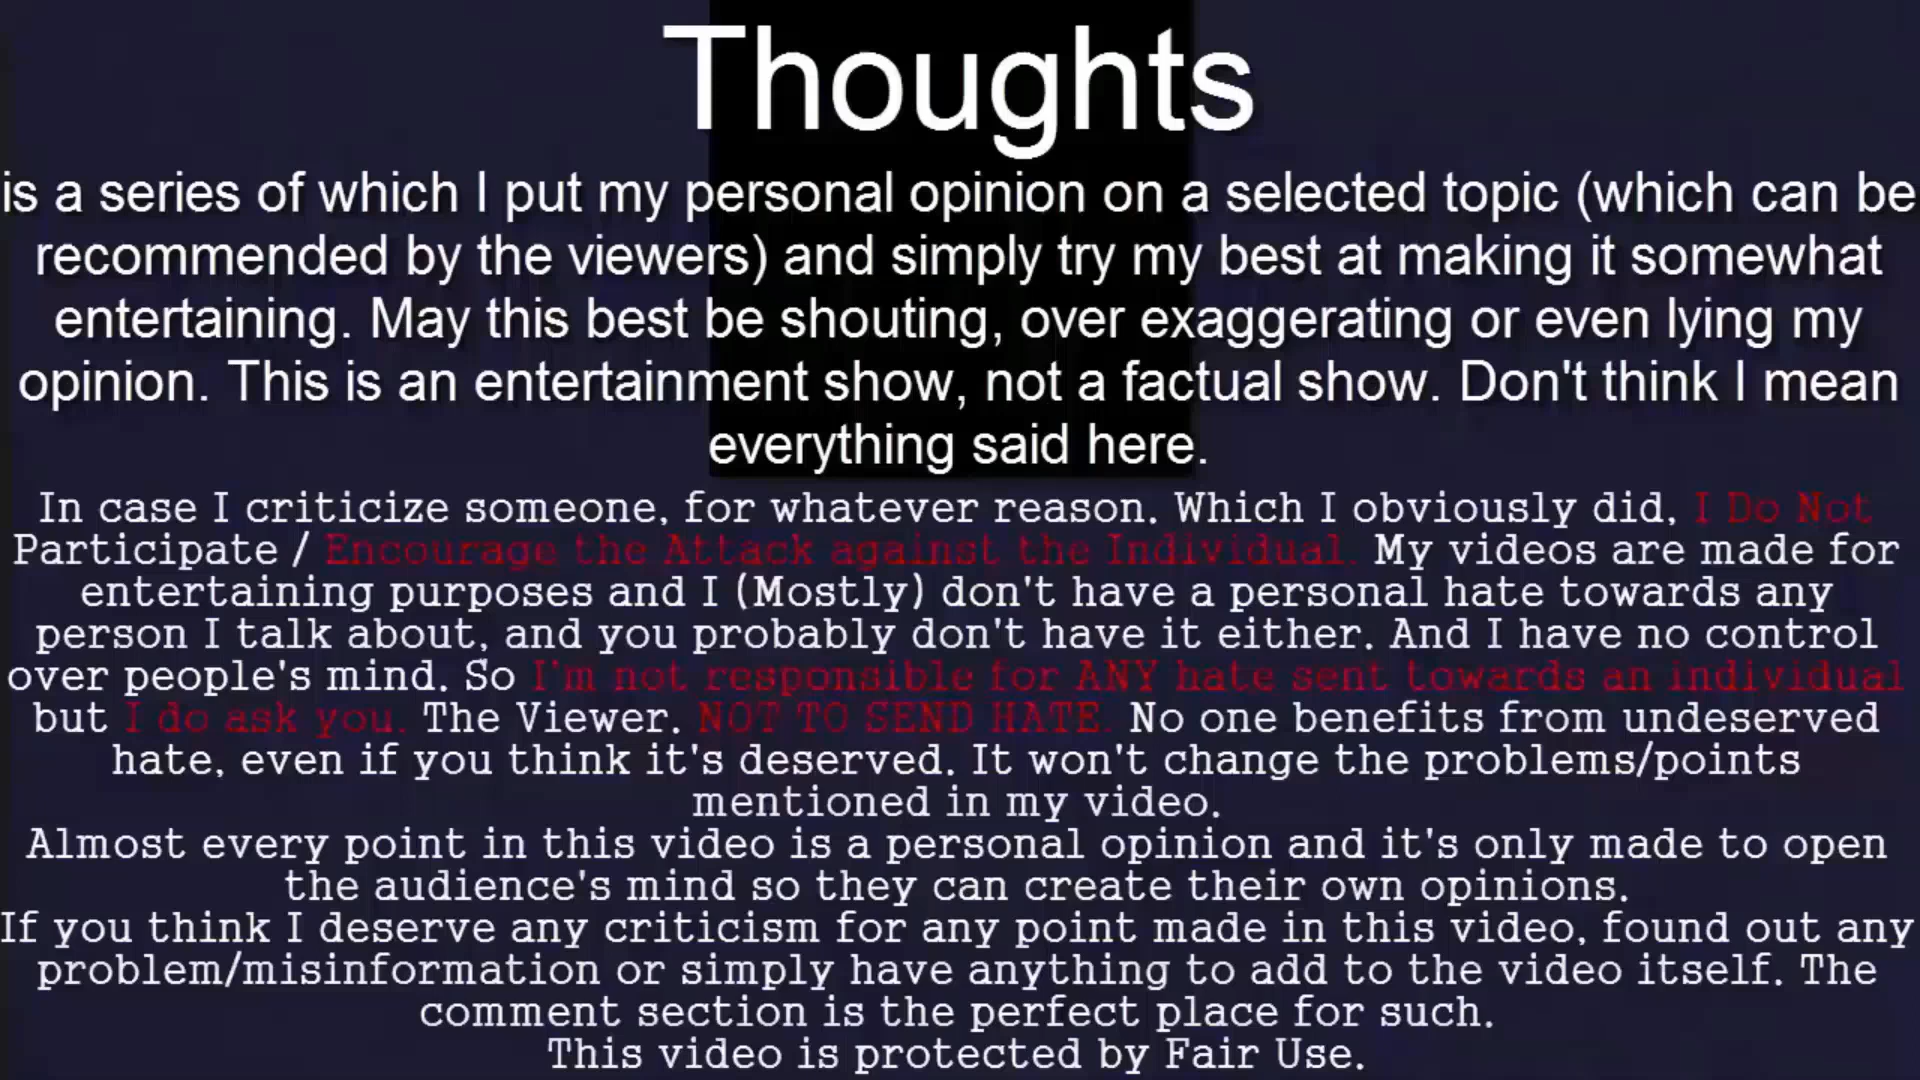 Thoughts
is a series of which I put my personal opinion on a selected topic (which can be
recommended by the viewers) and simply try my best at making it somewhat
entertaining. May this best be shouting, over exaggerating or even lying my
opinion. This is an entertainment show, not a factual show. Don't think I mean
everything said here.
In case I criticize someone, for whatever reason. Which I obviously did, I Do Not
Participate / Encourage the Attack against the Individual. My videos are made for
entertaining purposes and I (Mostly) don't have a personal hate towards any
person I talk about, and you probably don't have it either. And I have no control
over people's mind. So I'm not responsible for ANY hate sent towards an individual
but I do ask you. The Viewer. NOT TO SEND HATE. No one benefits from undeserved
hate, even if you think it's deserved. It won't change the problems/points
mentioned in my video.
Almost every point in this video is a personal opinion and it's only made to open
the audience's mind so they can create their own opinions.
If you think I deserve any criticism for any point made in this video, found out any
problem/misinformation or simply have anything to add to the video itself. The
comment section is the perfect place for such.
This video is protected by Fair Use.